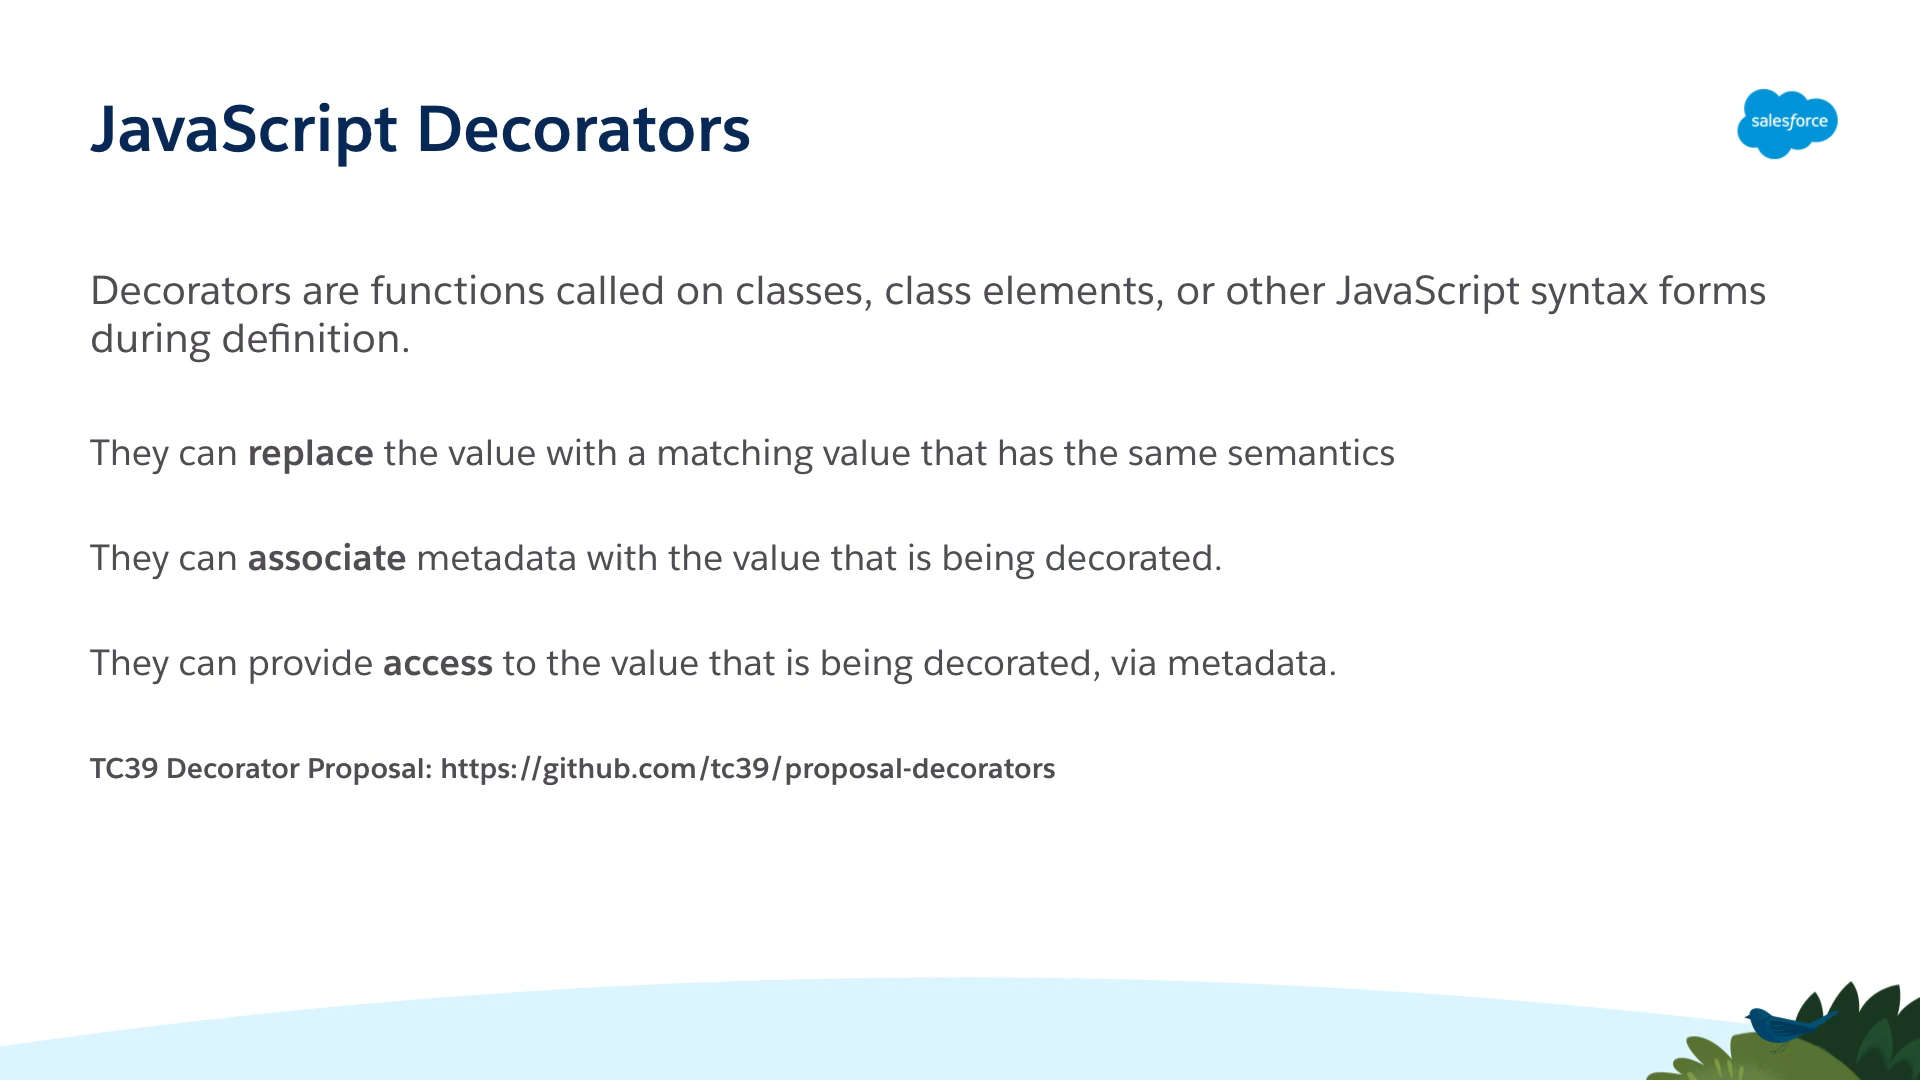 JavaScript Decorators
salesforce
Decorators are functions called on classes, class elements, or other JavaScript syntax forms
during definition.
They can replace the value with a matching value that has the same semantics
They can associate metadata with the value that is being decorated.
They can provide access to the value that is being decorated, via metadata.
TC39 Decorator Proposal: https://github.com/tc39/proposal-decorators